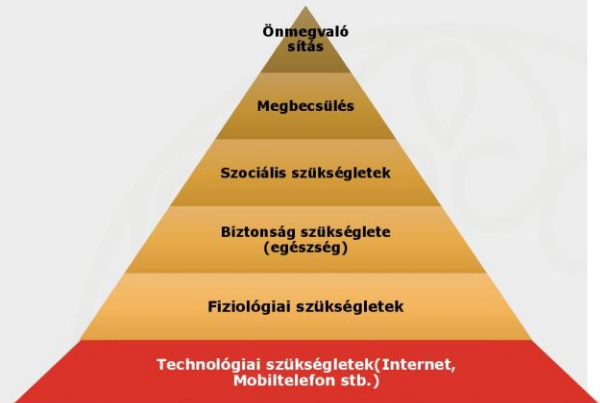 Önmegvaló
sítás
Megbecsülés
Szociális szükségletek
Biztonság szükséglete
(egészség)
Fiziológiai szükségletek
Technológiai szükségletek(Internet,
Mobiltelefon stb.)